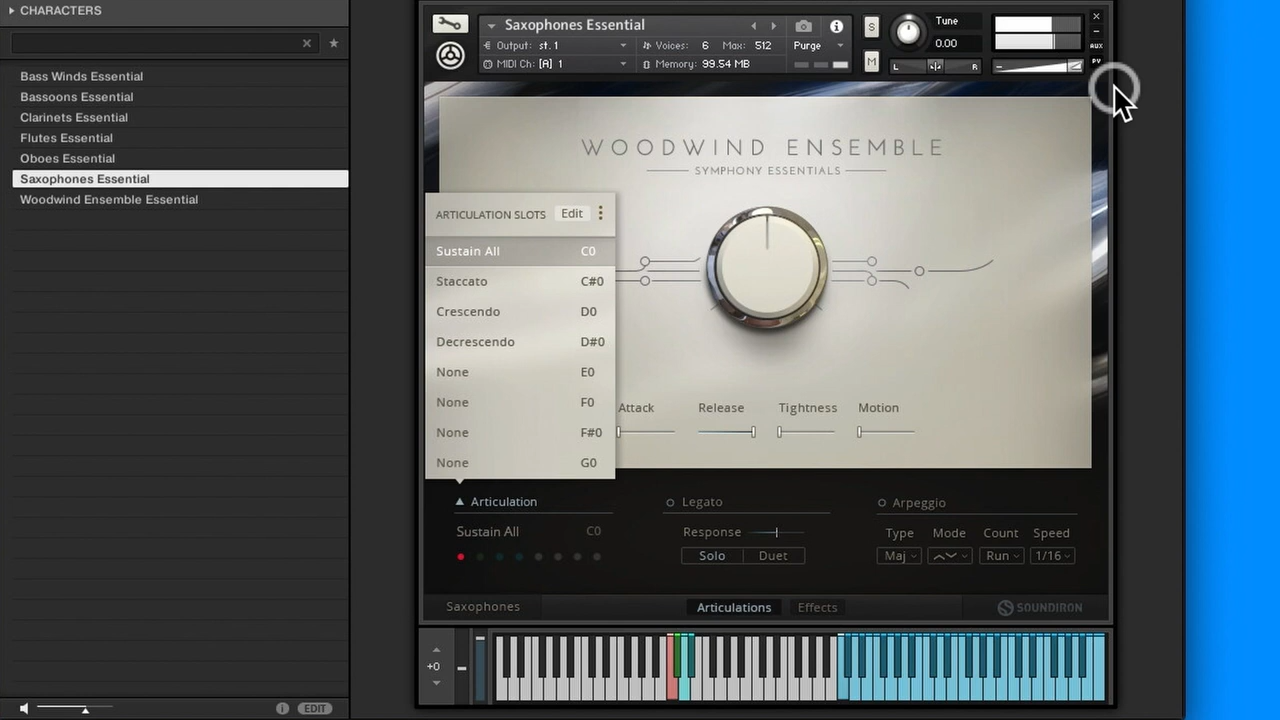 CHARACTERS
Bass Winds Essential
Bassoons Essential
Clarinets Essential
Flutes Essential
Oboes Essential
Saxophones Essential
Woodwind Ensemble Essential
EDIT
Saxophones Essential
Output: st.1 Voices: 6 Max: 512 Purge
MIDI Ch: [A] 1 Memory: 99.54 MB
S
M
Tune
0.00
L R
AUX
PV
WOODWIND ENSEMBLE
SYMPHONY ESSENTIALS
ARTICULATION SLOTS Edit
Sustain All C0
Staccato C#0
Crescendo D0
Decrescendo D#0
None E0
None F0
None F#0
None G0
Attack Release Tightness Motion
Articulation
Sustain All C0
Legato
Response
Solo Duet
Arpeggio
Type Mode Count Speed
Maj Run 1/16
Saxophones Articulations Effects SOUNDIRON
+0